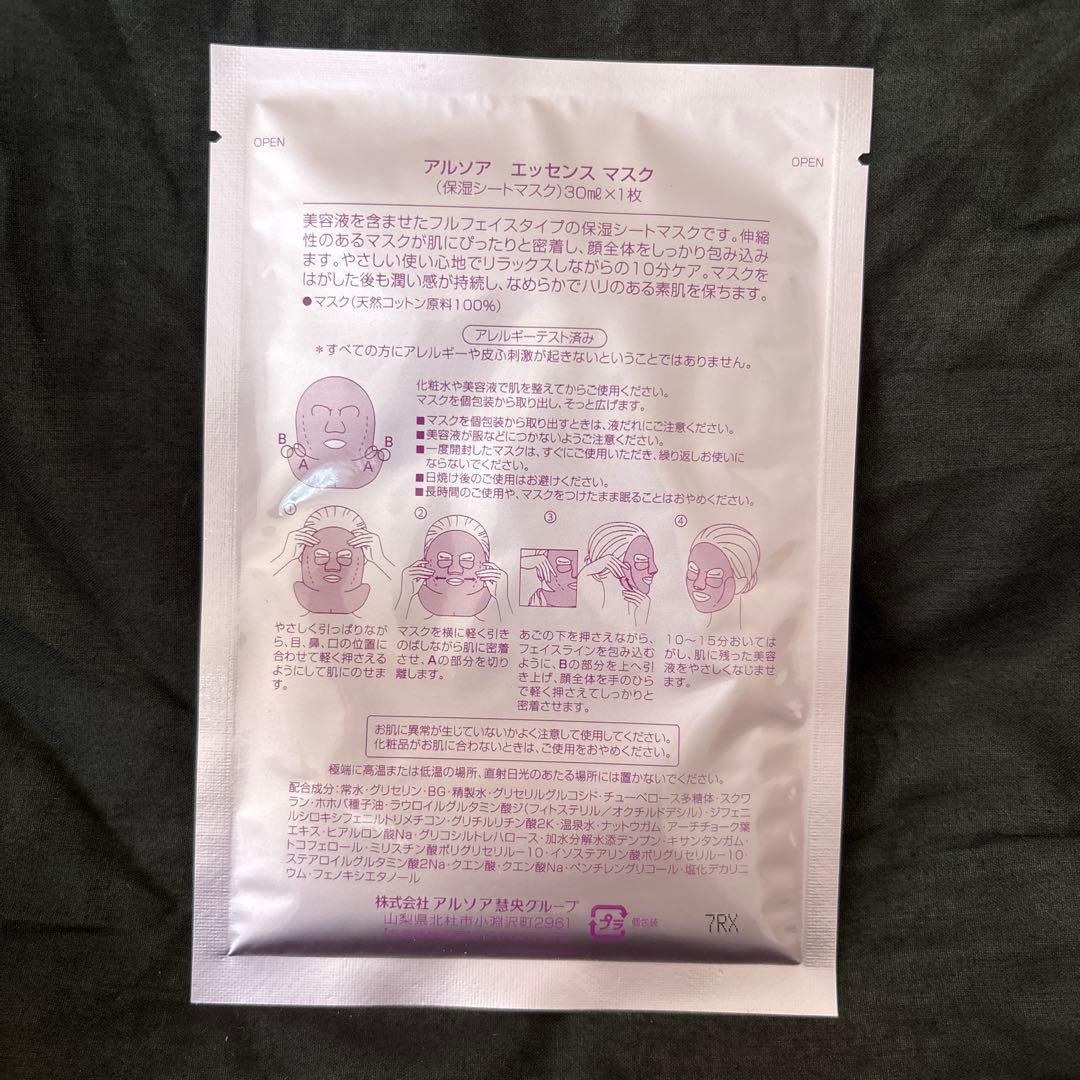 OPEN
OPEN
アルソア エッセンス マスク
(保湿シートマスク)30mℓ×1枚
美容液を含ませたフルフェイスタイプの保湿シートマスクです。伸縮
性のあるマスクが肌にぴったりと密着し、顔全体をしっかり包み込み
ます。やさしい使い心地でリラックスしながらの10分ケア。マスクを
はがした後も潤い感が持続し、なめらかでハリのある素肌を保ちます。
●マスク(天然コットン原料100%)
アレルギーテスト済み
*すべての方にアレルギーや皮ふ刺激が起きないということではありません。
化粧水や美容液で肌を整えてからご使用ください。
マスクを個包装から取り出し、そっと広げます。
■マスクを個包装から取り出すときは、液だれにご注意ください。
■美容液が服などにつかないようご注意ください。
■一度開封したマスクは、すぐにご使用いただき、繰り返しお使いに
ならないでください。
■日焼け後のご使用はお避けください。
■長時間のご使用や、マスクをつけたまま眠ることはおやめください。
B B
A A
① ② ③ ④
やさしく引っぱりなが
ら、目、鼻、口の位置に
合わせて軽く押さえる
ようにして肌にのせま
す。
マスクを横に軽く引き
のばしながら肌に密着
させ、Aの部分を切り
離します。
あごの下を押さえながら、
フェイスラインを包み込む
ように、Bの部分を上へ引
き上げ、顔全体を手のひら
で軽く押さえてしっかりと
密着させます。
10〜15分おいては
がし、肌に残った美容
液をやさしくなじませ
ます。
お肌に異常が生じていないかよく注意して使用してください。
化粧品がお肌に合わないときは、ご使用をおやめください。
極端に高温または低温の場所、直射日光のあたる場所には置かないでください。
配合成分:常水・グリセリン・BG・精製水・グリセリルグルコシド・チューベロース多糖体・スクワ
ラン・ホホバ種子油・ラウロイルグルタミン酸ジ(フィトステリル/オクチルドデシル)・ジフェニ
ルシロキシフェニルトリメチコン・グリチルリチン酸2K・温泉水・ナットウガム・アーチチョーク葉
エキス・ヒアルロン酸Na・グリコシルトレハロース・加水分解水添デンプン・キサンタンガム・
トコフェロール・ミリスチン酸ポリグリセリル-10・イソステアリン酸ポリグリセリル-10・
ステアロイルグルタミン酸2Na・クエン酸・クエン酸Na・ペンチレングリコール・塩化デカリニ
ウム・フェノキシエタノール
株式会社 アルソア慧央グループ
山梨県北杜市小淵沢町2961
プラ 個包装
7RX